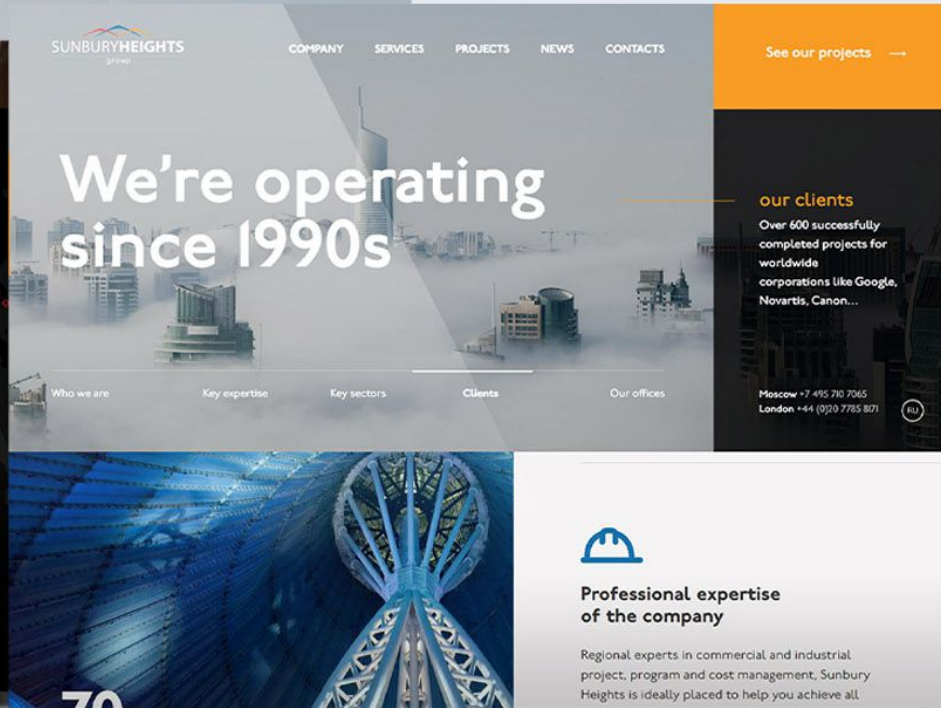 SUNBURYHEIGHTS
group
COMPANY SERVICES PROJECTS NEWS CONTACTS
See our projects →
We're operating
since 1990s
our clients
Over 600 successfully
completed projects for
worldwide
corporations like Google,
Novartis, Canon...
Who we are Key expertise Key sectors Clients Our offices
Moscow +7 495 710 7065
London +44 (0)20 7785 8171
RU
Professional expertise
of the company
Regional experts in commercial and industrial
project, program and cost management, Sunbury
Heights is ideally placed to help you achieve all